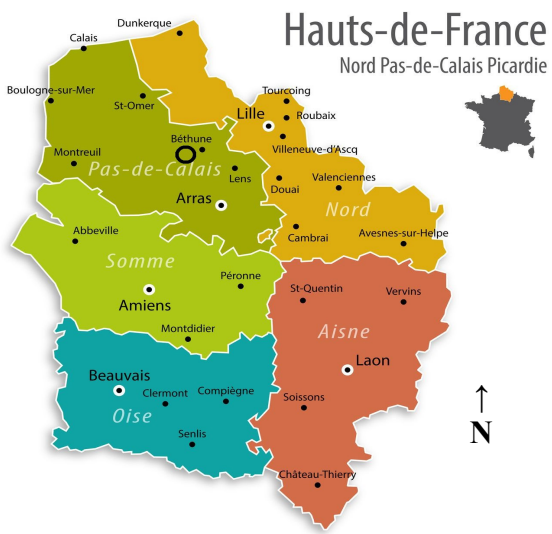 Hauts-de-France
Nord Pas-de-Calais Picardie
Dunkerque
Calais
Boulogne-sur-Mer
St-Omer
Tourcoing
Lille
Roubaix
Villeneuve-d'Ascq
Béthune
Montreuil
Pas-de-Calais
Lens
Douai
Valenciennes
Arras
Nord
Abbeville
Cambrai
Avesnes-sur-Helpe
Somme
Péronne
St-Quentin
Vervins
Amiens
Montdidier
Aisne
Laon
Beauvais
Clermont
Compiègne
Soissons
Oise
Senlis
N
Château-Thierry